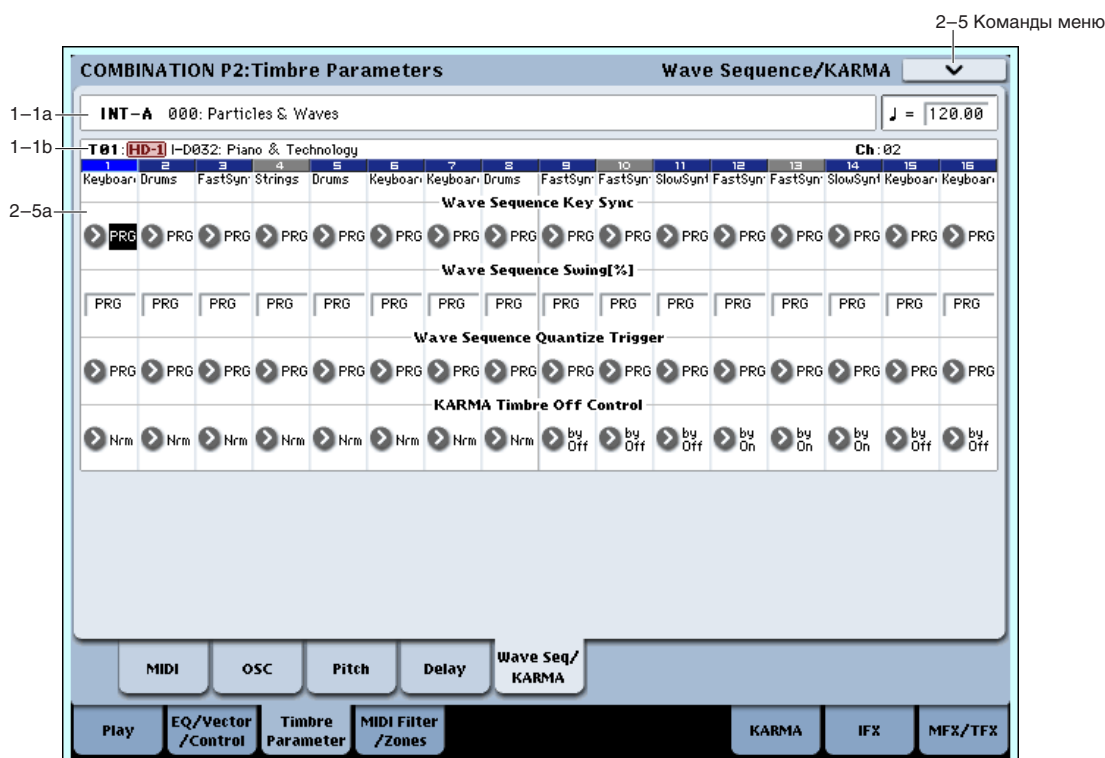 2–5 Команды меню
COMBINATION P2:Timbre Parameters Wave Sequence/KARMA
1–1a INT-A 000: Particles & Waves ♩ = 120.00
1–1b T01:HD-1 I-D032: Piano & Technology Ch:02
1 2 3 4 5 6 7 8 9 10 11 12 13 14 15 16
Keyboar Drums FastSyn Strings Drums Keyboar Keyboar Drums FastSyn FastSyn SlowSynt FastSyn FastSyn SlowSynt Keyboar Keyboar
2–5a Wave Sequence Key Sync
PRG PRG PRG PRG PRG PRG PRG PRG PRG PRG PRG PRG PRG PRG PRG PRG
Wave Sequence Swing[%]
PRG PRG PRG PRG PRG PRG PRG PRG PRG PRG PRG PRG PRG PRG PRG PRG
Wave Sequence Quantize Trigger
PRG PRG PRG PRG PRG PRG PRG PRG PRG PRG PRG PRG PRG PRG PRG PRG
KARMA Timbre Off Control
Nrm Nrm Nrm Nrm Nrm Nrm Nrm Nrm by Off by Off by Off by On by On by On by Off by Off
MIDI OSC Pitch Delay Wave Seq/ KARMA
Play EQ/Vector /Control Timbre Parameter MIDI Filter /Zones KARMA IFX MFX/TFX